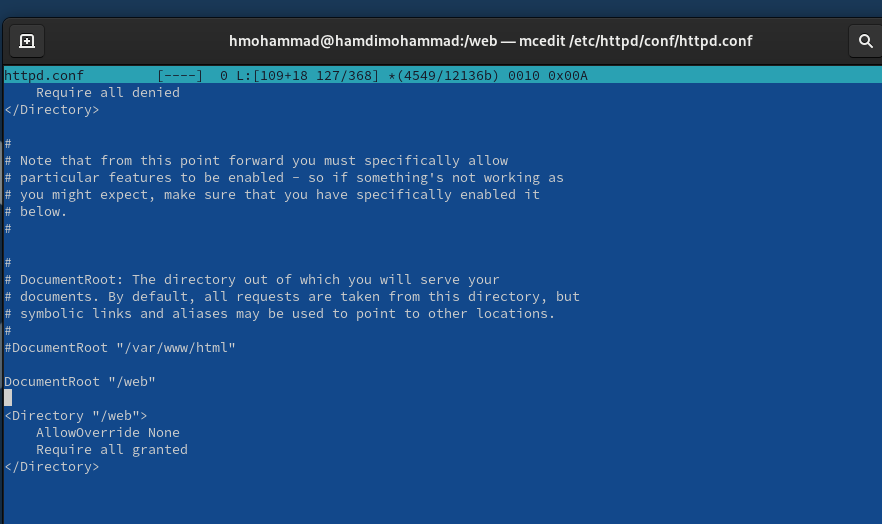 hmohammad@hamdimohammad:/web — mcedit /etc/httpd/conf/httpd.conf
httpd.conf         [----]  0 L:[109+18 127/368] *(4549/12136b) 0010 0x00A
    Require all denied
</Directory>
#
# Note that from this point forward you must specifically allow
# particular features to be enabled - so if something's not working as
# you might expect, make sure that you have specifically enabled it
# below.
#
#
# DocumentRoot: The directory out of which you will serve your
# documents. By default, all requests are taken from this directory, but
# symbolic links and aliases may be used to point to other locations.
#
#DocumentRoot "/var/www/html"
DocumentRoot "/web"
<Directory "/web">
    AllowOverride None
    Require all granted
</Directory>